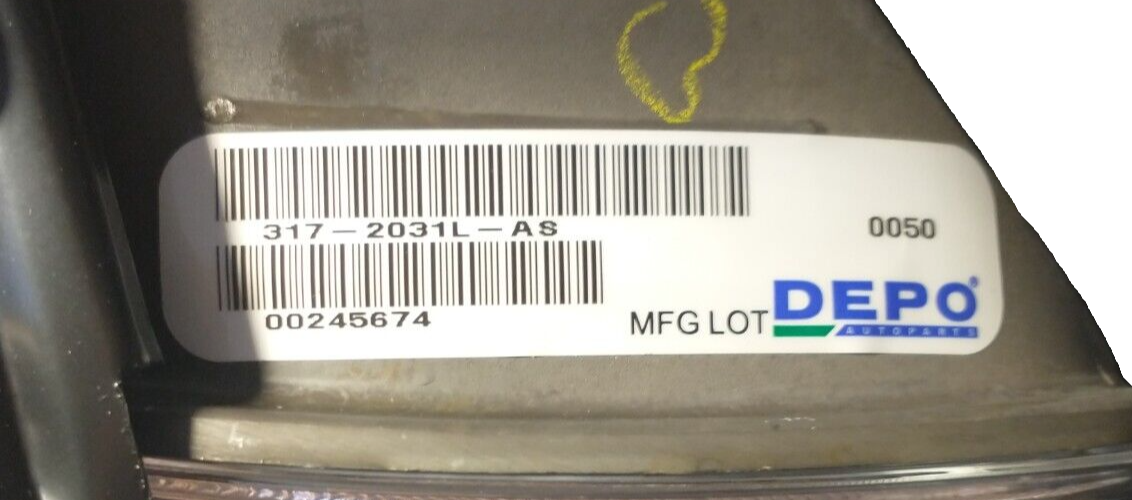 317-2031L-AS
0050
00245674
MFG LOT DEPO®
AUTOPARTS